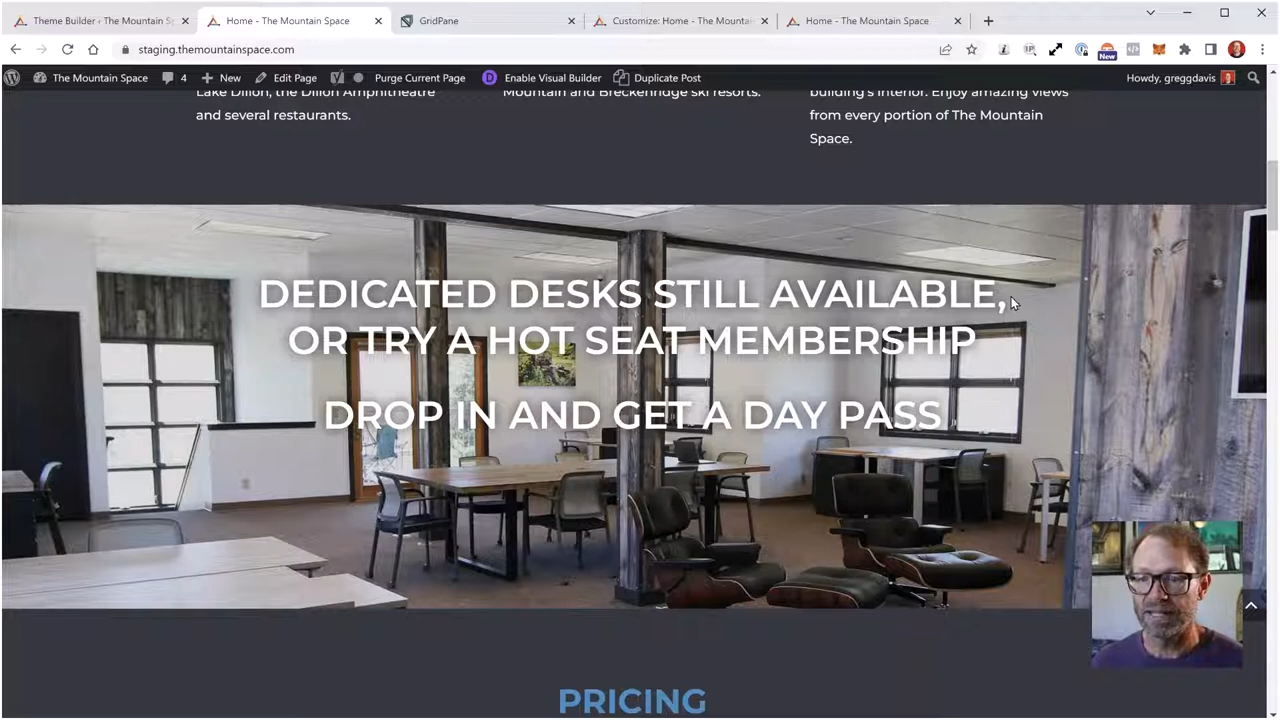 Theme Builder ‹ The Mountain Sp
Home - The Mountain Space
GridPane
Customize: Home - The Mountain
Home - The Mountain Space
staging.themountainspace.com
New
The Mountain Space
4
New
Edit Page
Purge Current Page
D
Enable Visual Builder
Duplicate Post
Howdy, greggdavis
Lake Dillon, the Dillon Amphitheatre
and several restaurants.
Mountain and Breckenridge ski resorts.
building's interior. Enjoy amazing views
from every portion of The Mountain
Space.
DEDICATED DESKS STILL AVAILABLE,
OR TRY A HOT SEAT MEMBERSHIP
DROP IN AND GET A DAY PASS
PRICING